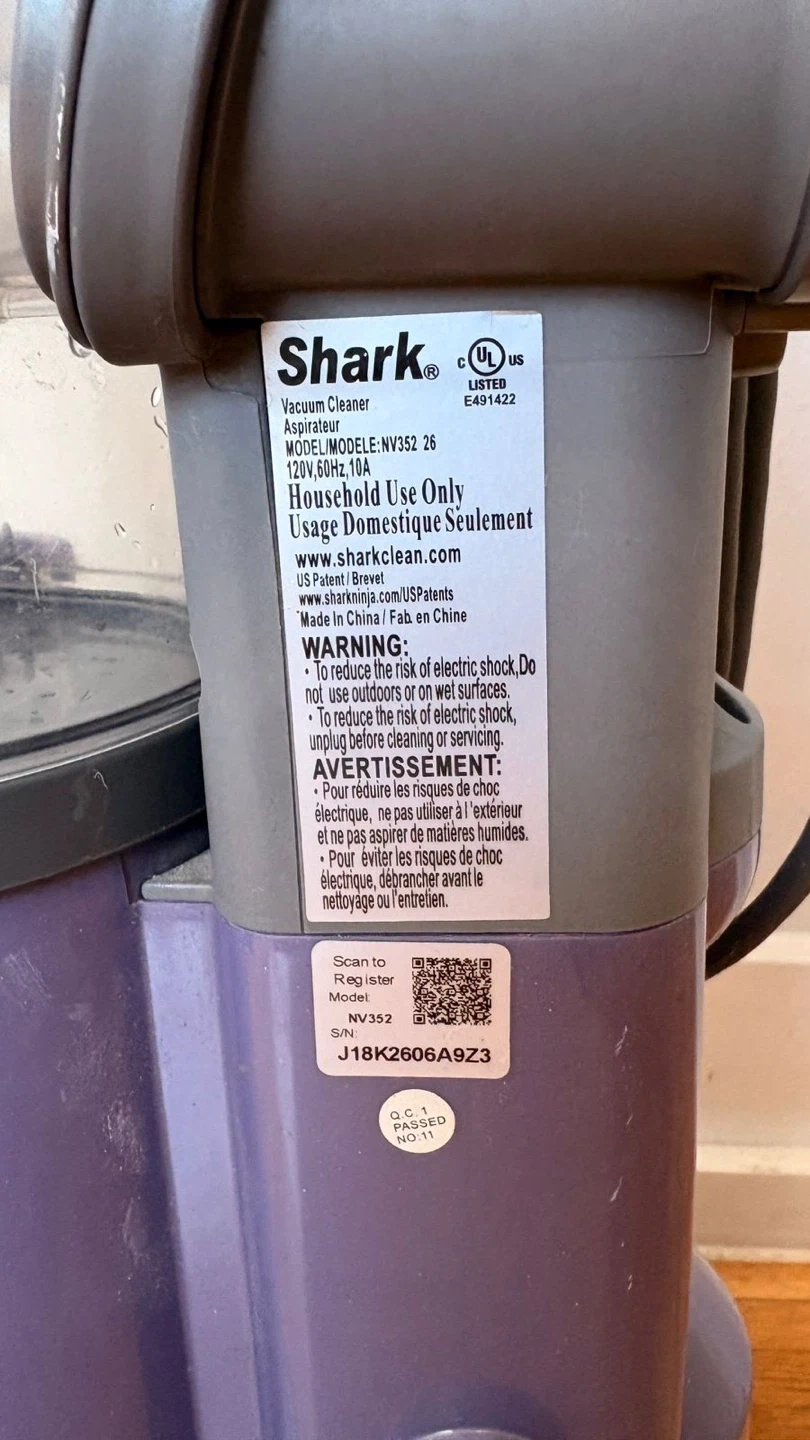 Shark®
C UL US
LISTED
E491422
Vacuum Cleaner
Aspirateur
MODEL/MODELE:NV352 26
120V,60Hz,10A
Household Use Only
Usage Domestique Seulement
www.sharkclean.com
US Patent / Brevet
www.sharkninja.com/USPatents
*Made In China / Fab. en Chine
WARNING:
• To reduce the risk of electric shock,Do
not use outdoors or on wet surfaces.
• To reduce the risk of electric shock,
unplug before cleaning or servicing.
AVERTISSEMENT:
• Pour réduire les risques de choc
électrique, ne pas utiliser à l'extérieur
et ne pas aspirer de matières humides.
• Pour éviter les risques de choc
électrique, débrancher avant le
nettoyage ou l'entretien.
Scan to
Register
Model:
NV352
S/N:
J18K2606A9Z3
Q.C. 1
PASSED
NO:11